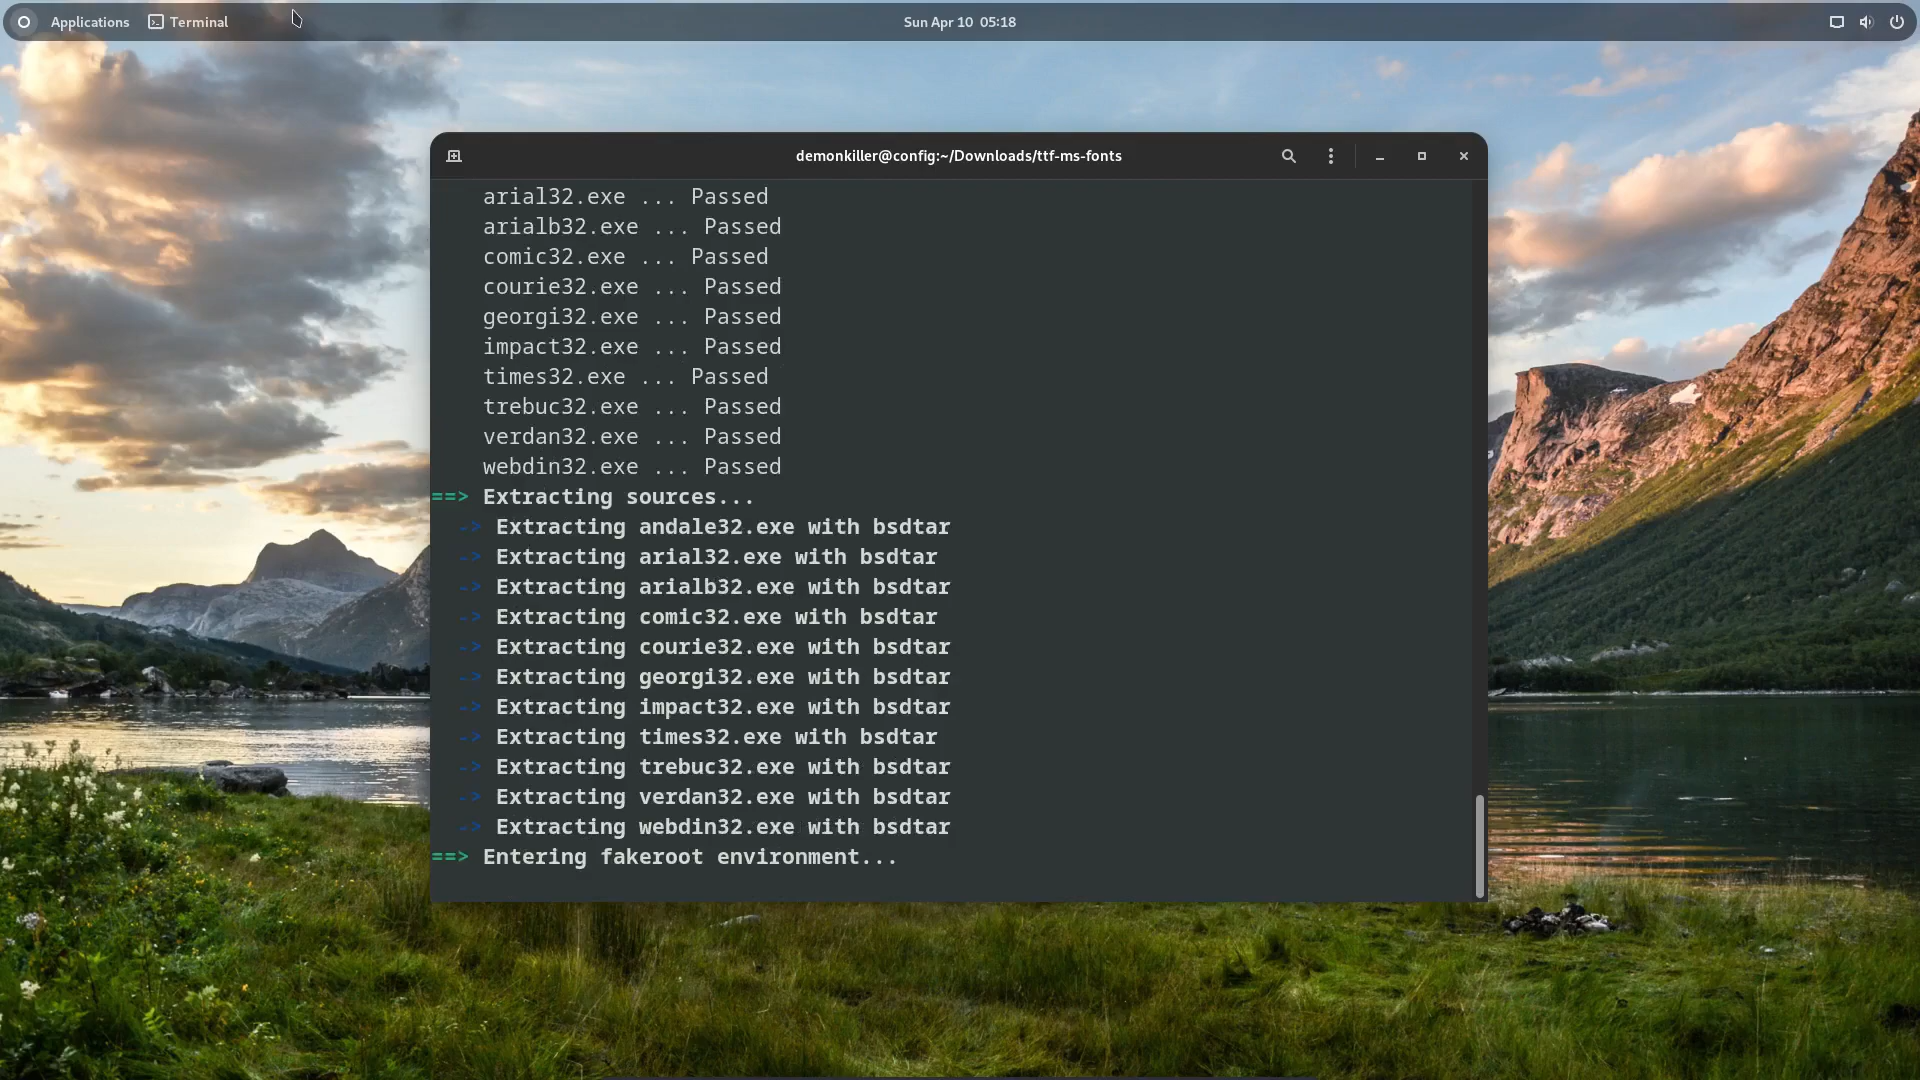 Applications Terminal Sun Apr 10 05:18
demonkiller@config:~/Downloads/ttf-ms-fonts
arial32.exe ... Passed
arialb32.exe ... Passed
comic32.exe ... Passed
courie32.exe ... Passed
georgi32.exe ... Passed
impact32.exe ... Passed
times32.exe ... Passed
trebuc32.exe ... Passed
verdan32.exe ... Passed
webdin32.exe ... Passed
==> Extracting sources...
-> Extracting andale32.exe with bsdtar
-> Extracting arial32.exe with bsdtar
-> Extracting arialb32.exe with bsdtar
-> Extracting comic32.exe with bsdtar
-> Extracting courie32.exe with bsdtar
-> Extracting georgi32.exe with bsdtar
-> Extracting impact32.exe with bsdtar
-> Extracting times32.exe with bsdtar
-> Extracting trebuc32.exe with bsdtar
-> Extracting verdan32.exe with bsdtar
-> Extracting webdin32.exe with bsdtar
==> Entering fakeroot environment...